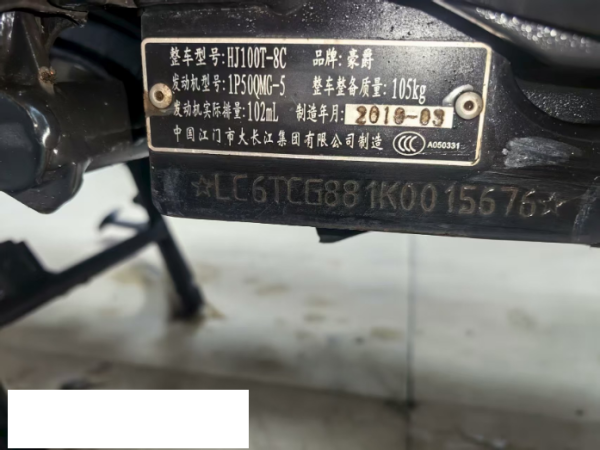 整车型号: HJ100T-8C 品牌: 豪爵
发动机型号: 1P50QMG-5 整车整备质量: 105kg
发动机实际排量: 102mL 制造年月: 2018-03
中国江门市大长江集团有限公司制造 CCC A050331
☆LC6TCG881K0015676☆